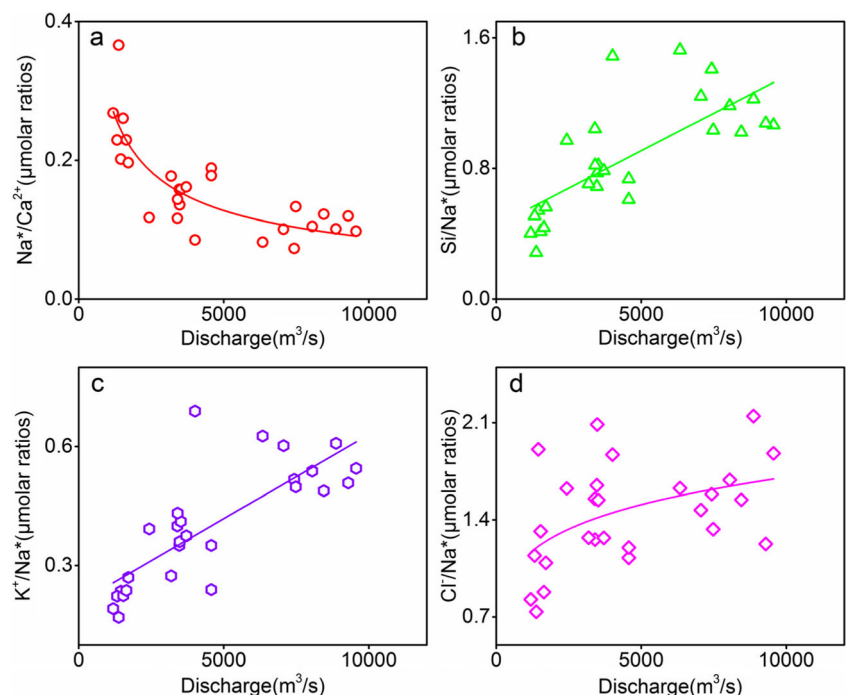 a
0.4
0.2
0.0
Na*/Ca2+(μmolar ratios)
0
5000
10000
Discharge(m3/s)
b
1.6
0.8
0.0
Si/Na*(μmolar ratios)
0
5000
10000
Discharge(m3/s)
c
0.6
0.3
K+/Na*(μmolar ratios)
0
5000
10000
Discharge(m3/s)
d
2.1
1.4
0.7
Cl-/Na*(μmolar ratios)
0
5000
10000
Discharge(m3/s)